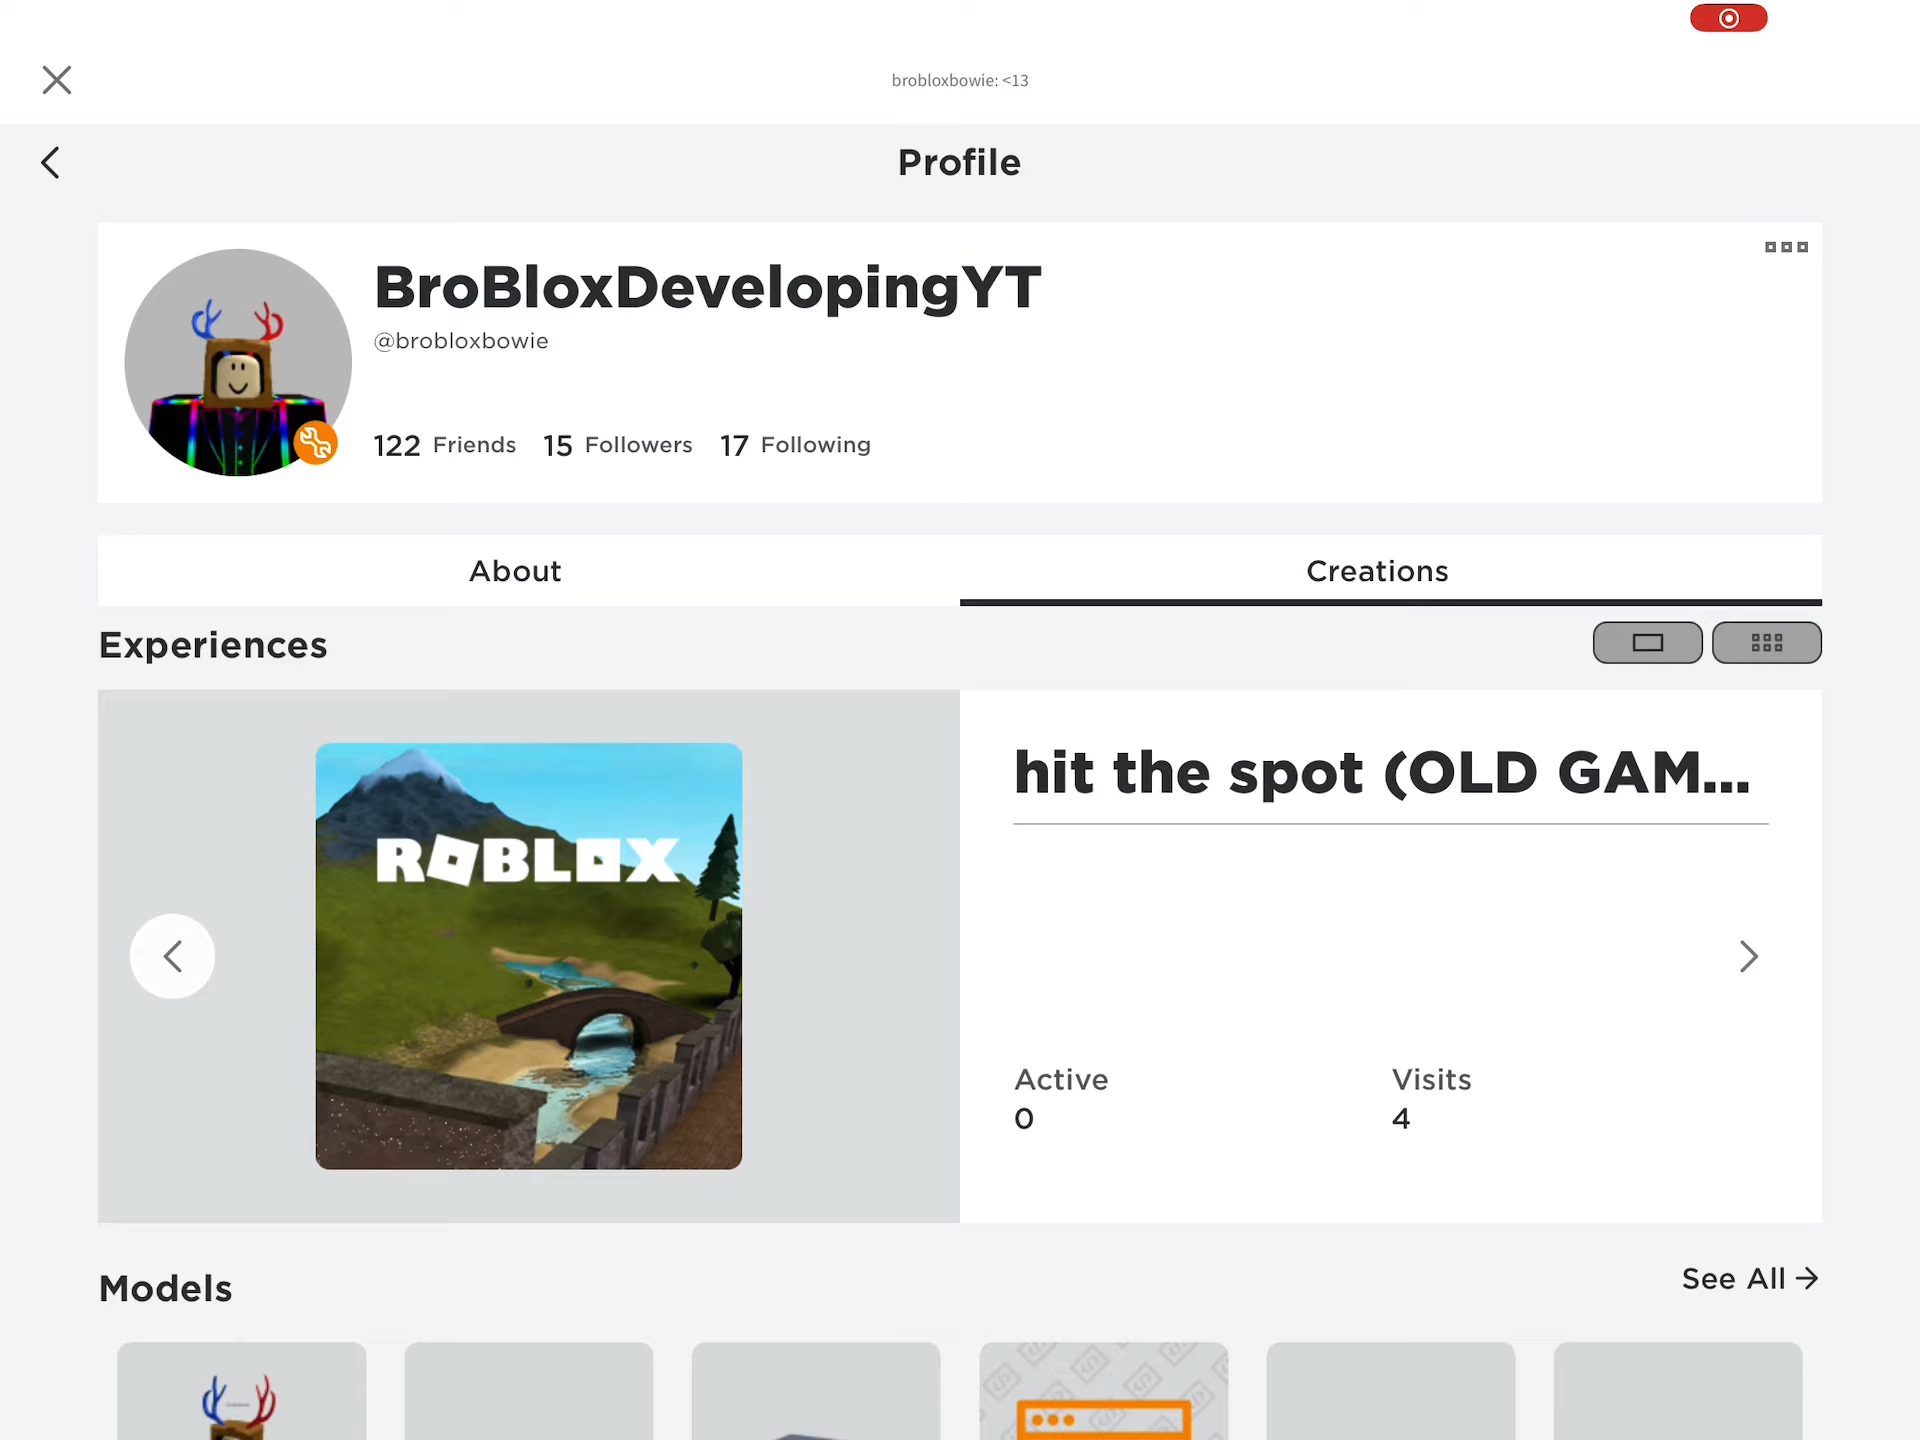 brobloxbowie: <13
Profile
BroBloxDevelopingYT
@brobloxbowie
122 Friends 15 Followers 17 Following
About Creations
Experiences
hit the spot (OLD GAM...
ROBLOX
Active Visits
0 4
Models See All →